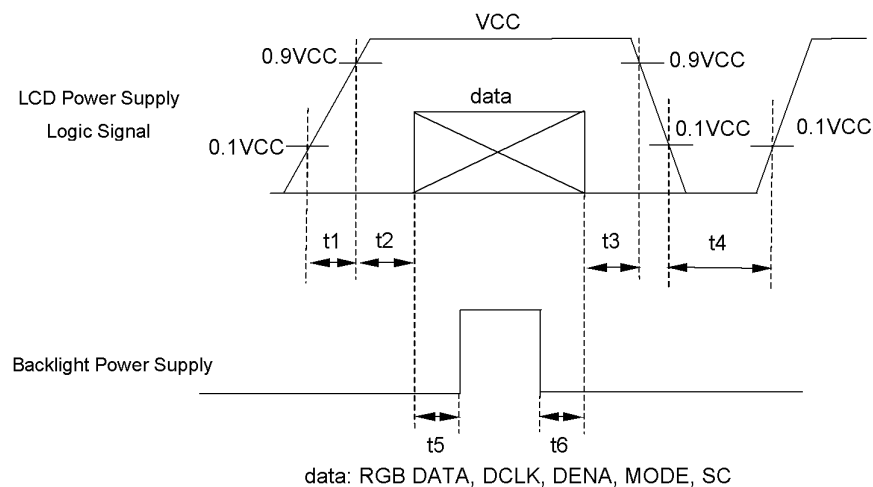 VCC
0.9VCC
0.9VCC
LCD Power Supply
data
Logic Signal
0.1VCC
0.1VCC
0.1VCC
t1
t2
t3
t4
Backlight Power Supply
t5
t6
data: RGB DATA, DCLK, DENA, MODE, SC